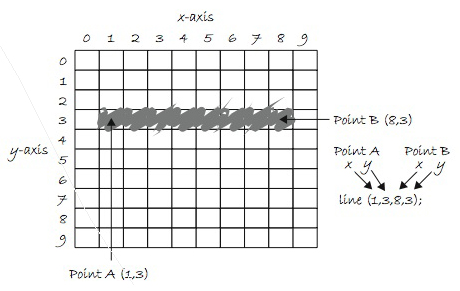 x-axis
0 1 2 3 4 5 6 7 8 9
0
1
2
3
4
5
6
7
8
9
y-axis
Point B (8,3)
Point A Point B
x y x y
line (1,3,8,3);
Point A (1,3)